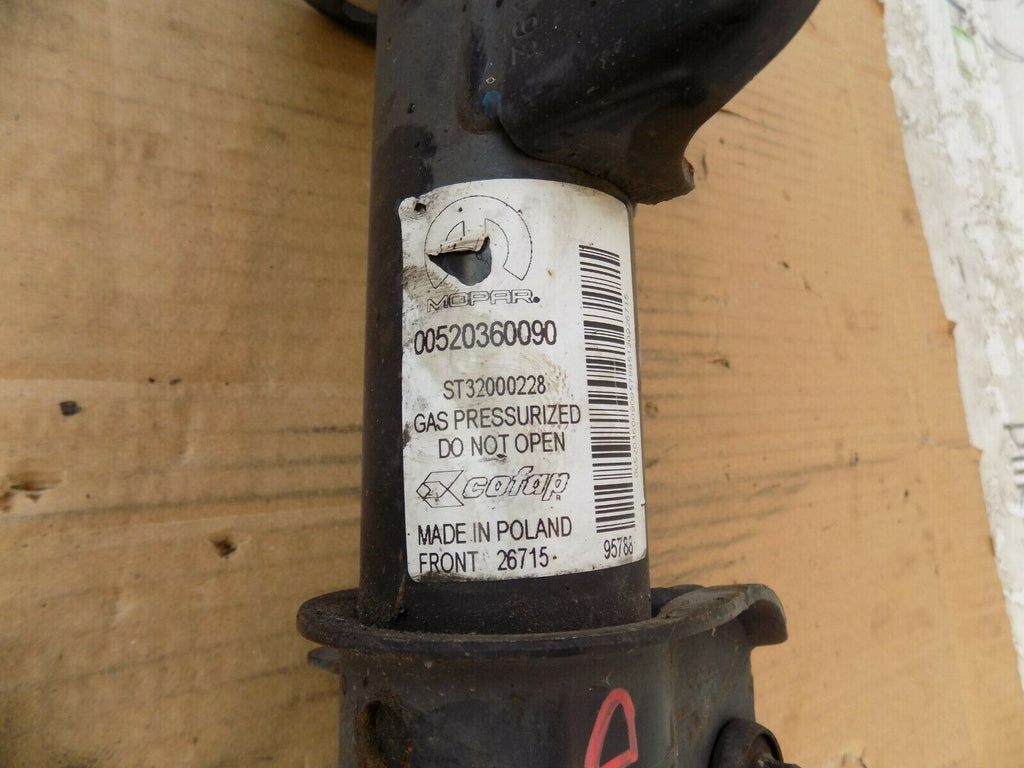 MOPAR.
00520360090
ST32000228
GAS PRESSURIZED
DO NOT OPEN
cofap
R
MADE IN POLAND
FRONT 26715
95788